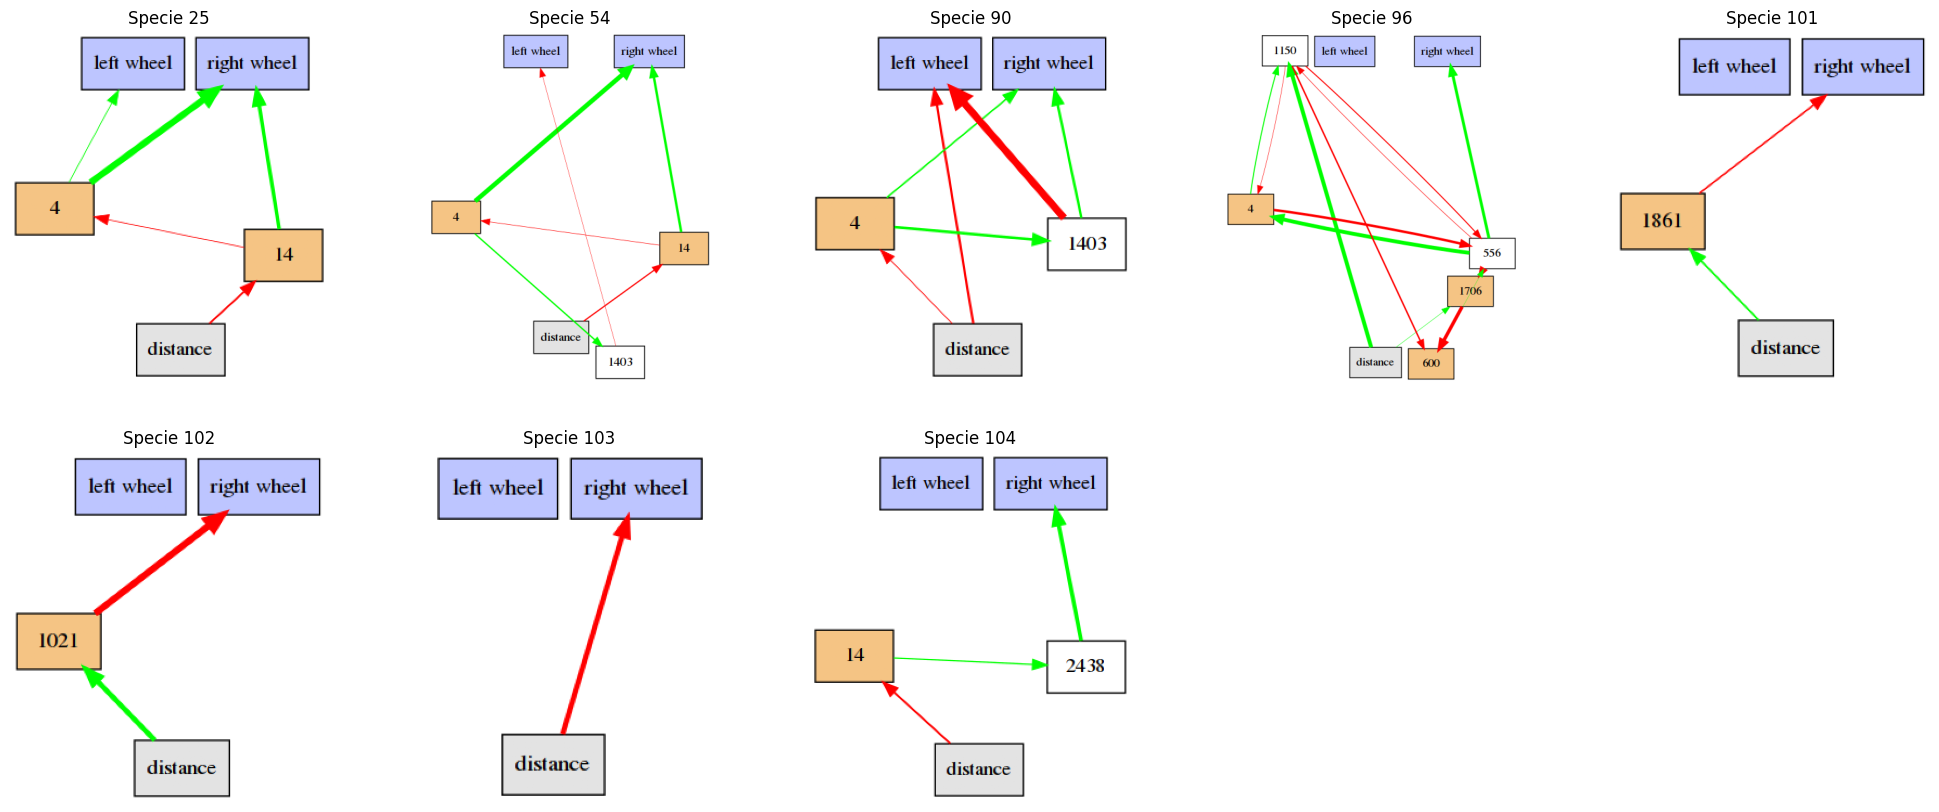 Specie 25
left wheel
right wheel
4
14
distance
Specie 54
left wheel
right wheel
4
14
distance
1403
Specie 90
left wheel
right wheel
4
1403
distance
Specie 96
1150
left wheel
right wheel
4
556
1706
distance
600
Specie 101
left wheel
right wheel
1861
distance
Specie 102
left wheel
right wheel
1021
distance
Specie 103
left wheel
right wheel
distance
Specie 104
left wheel
right wheel
14
2438
distance